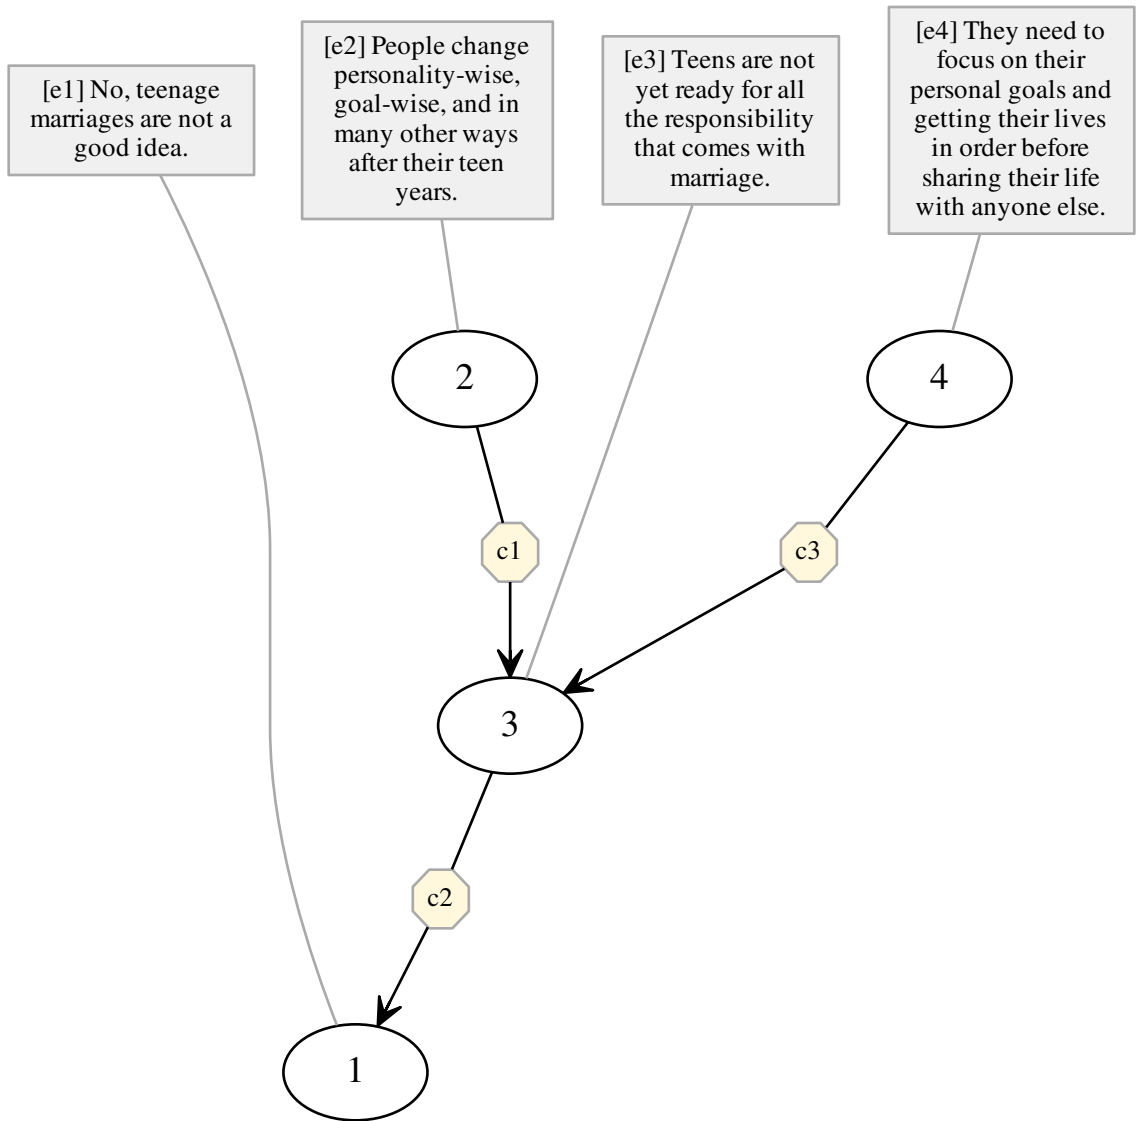 [e1] No, teenage
marriages are not a
good idea.
[e2] People change
personality-wise,
goal-wise, and in
many other ways
after their teen
years.
[e3] Teens are not
yet ready for all
the responsibility
that comes with
marriage.
[e4] They need to
focus on their
personal goals and
getting their lives
in order before
sharing their life
with anyone else.
2
4
c1
c3
3
c2
1